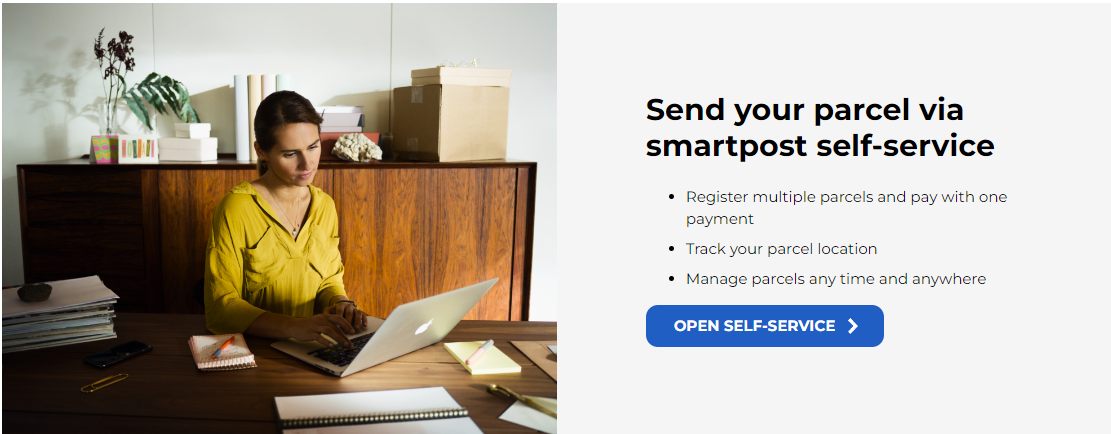 Send your parcel via
smartpost self-service
• Register multiple parcels and pay with one
payment
• Track your parcel location
• Manage parcels any time and anywhere
OPEN SELF-SERVICE